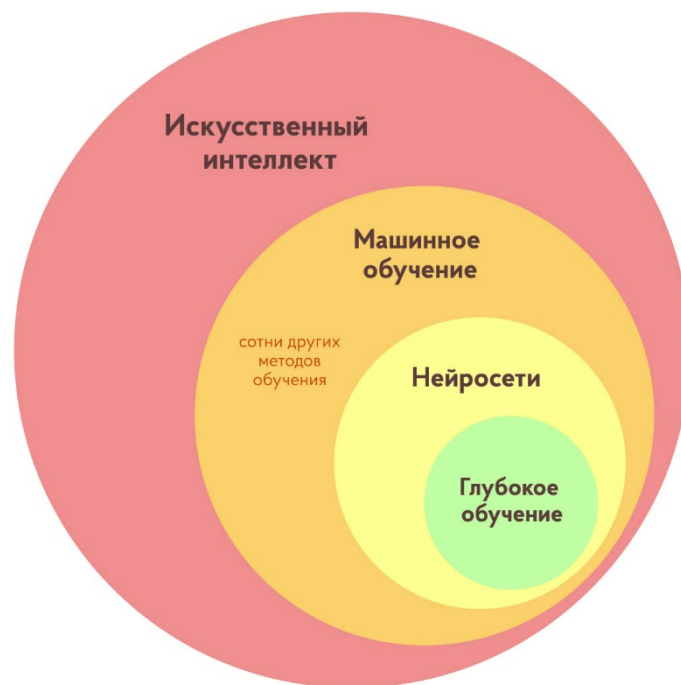 Искусственный
интеллект
Машинное
обучение
сотни других
методов
обучения
Нейросети
Глубокое
обучение